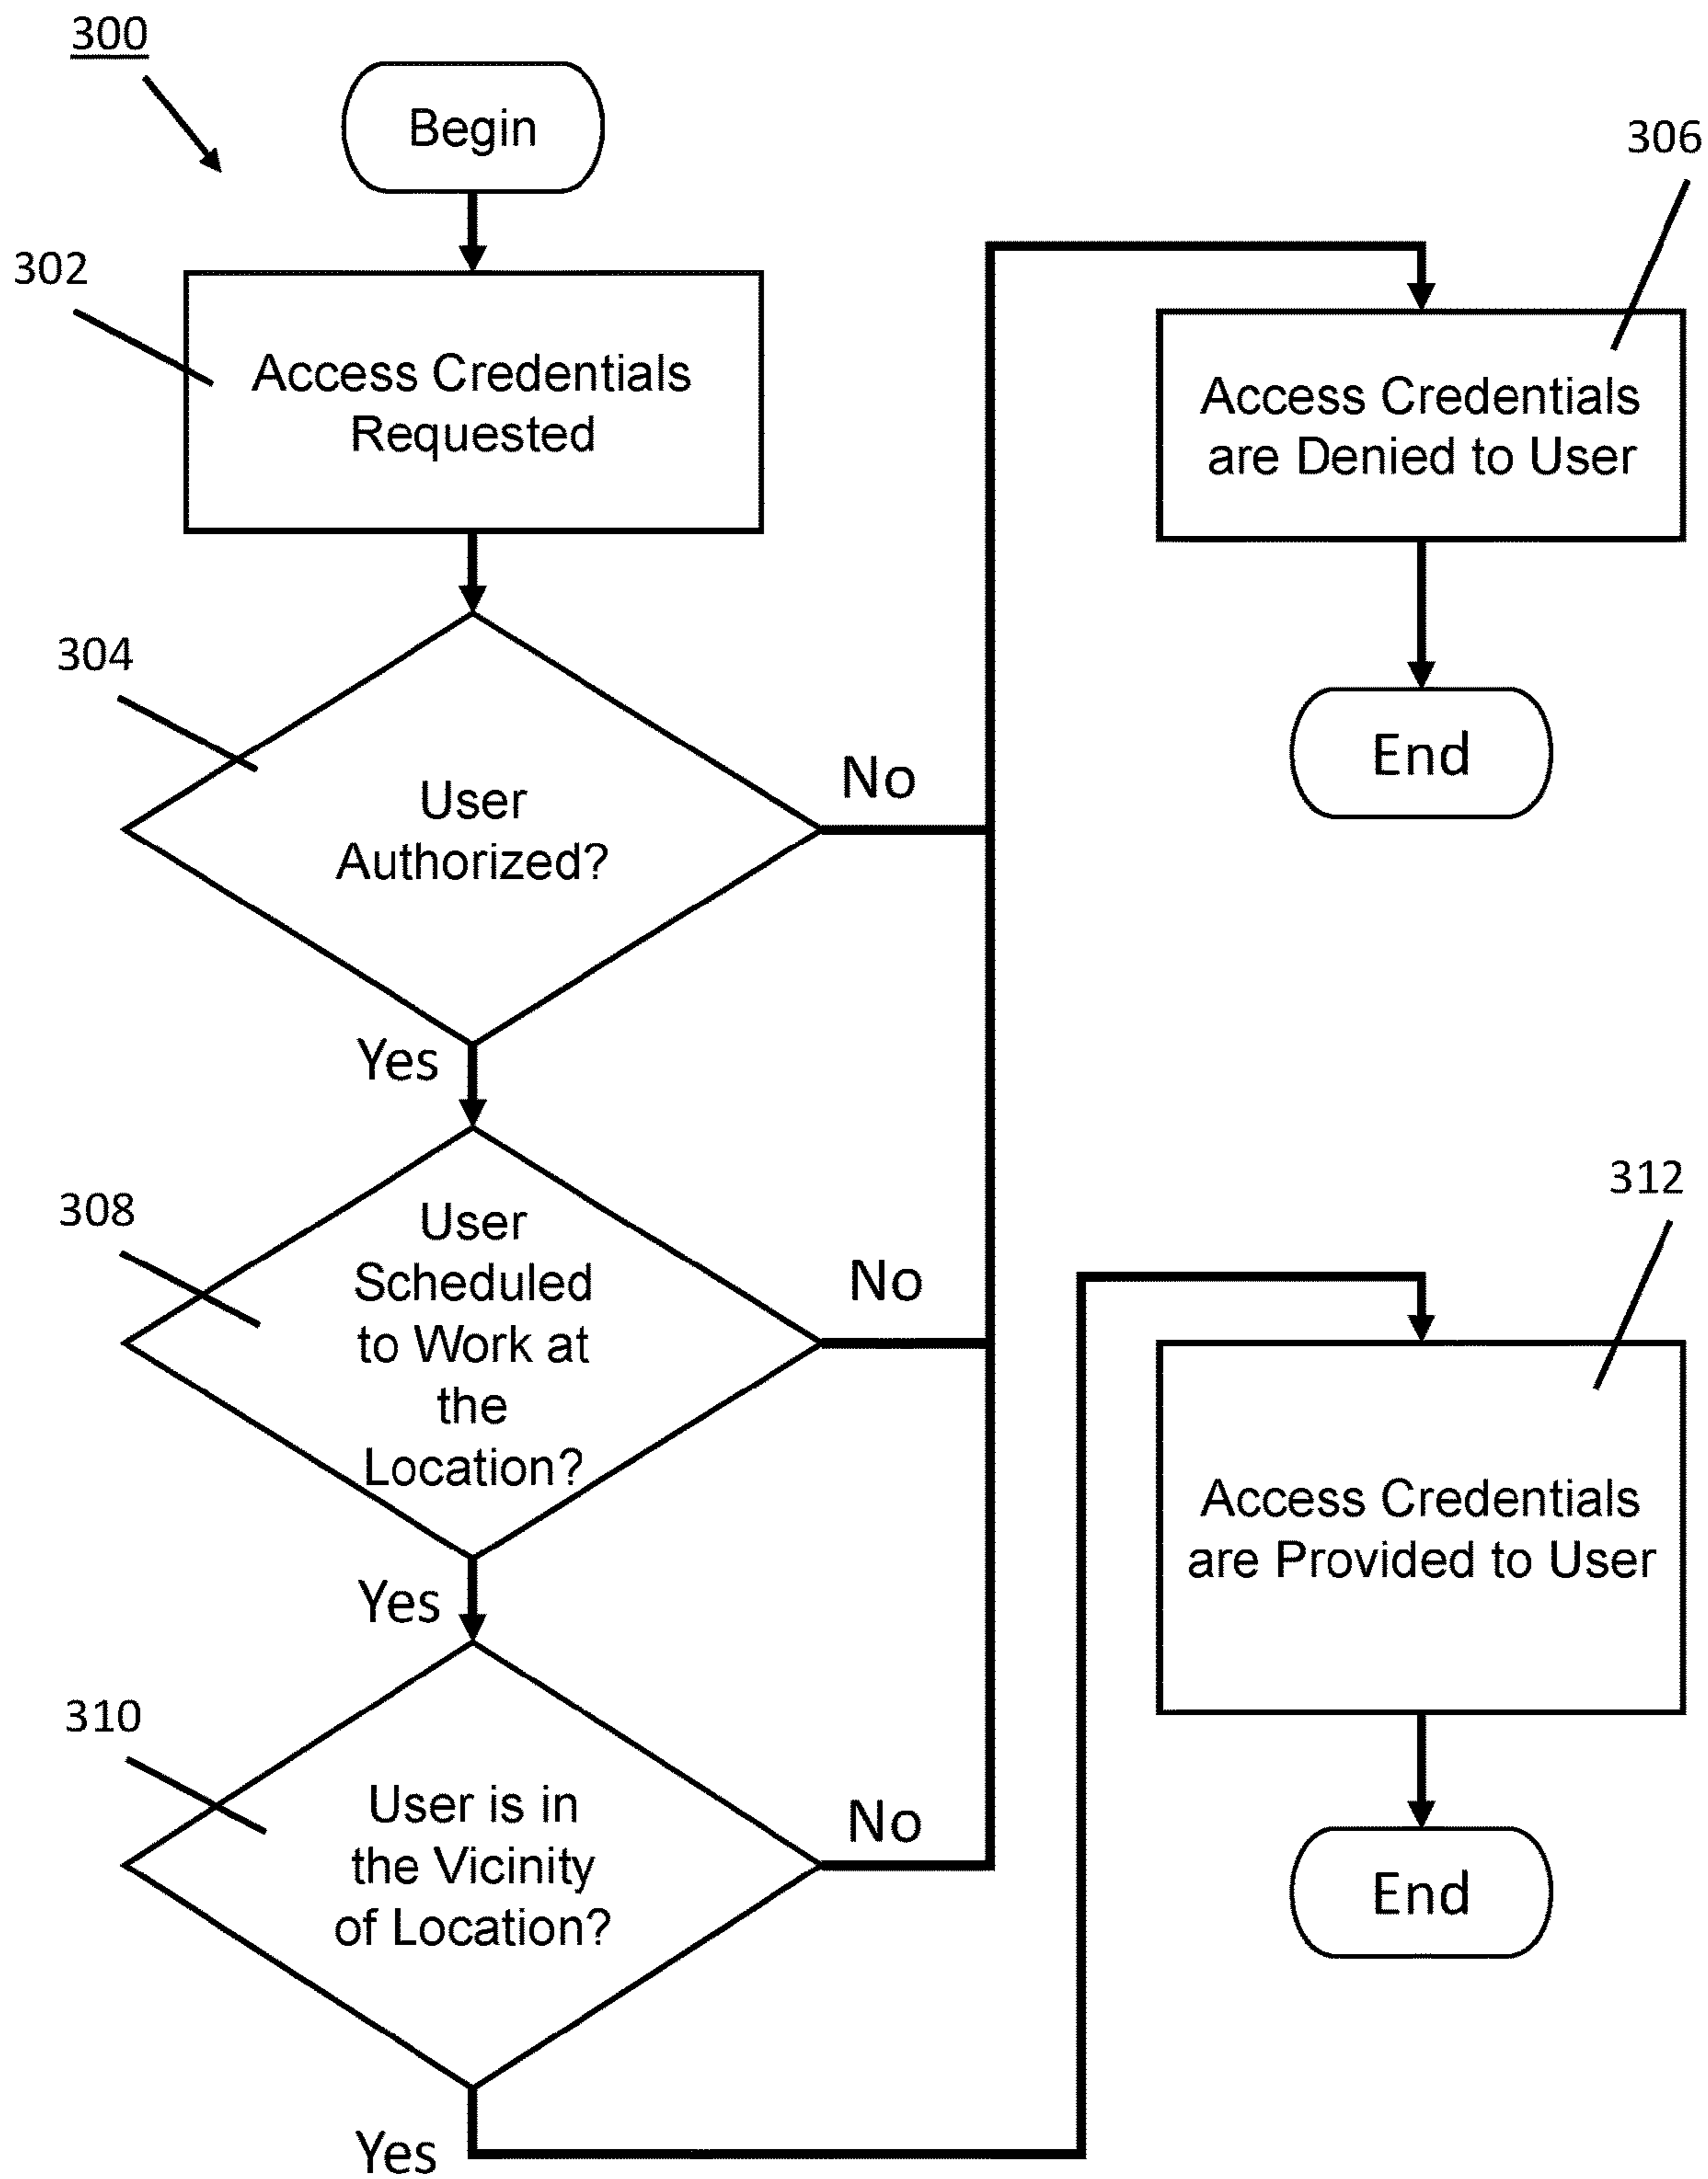 300
Begin
302
Access Credentials
Requested
304
User
Authorized?
No
Yes
308
User
Scheduled
to Work at
the
Location?
No
Yes
310
User is in
the Vicinity
of Location?
No
Yes
306
Access Credentials
are Denied to User
End
312
Access Credentials
are Provided to User
End